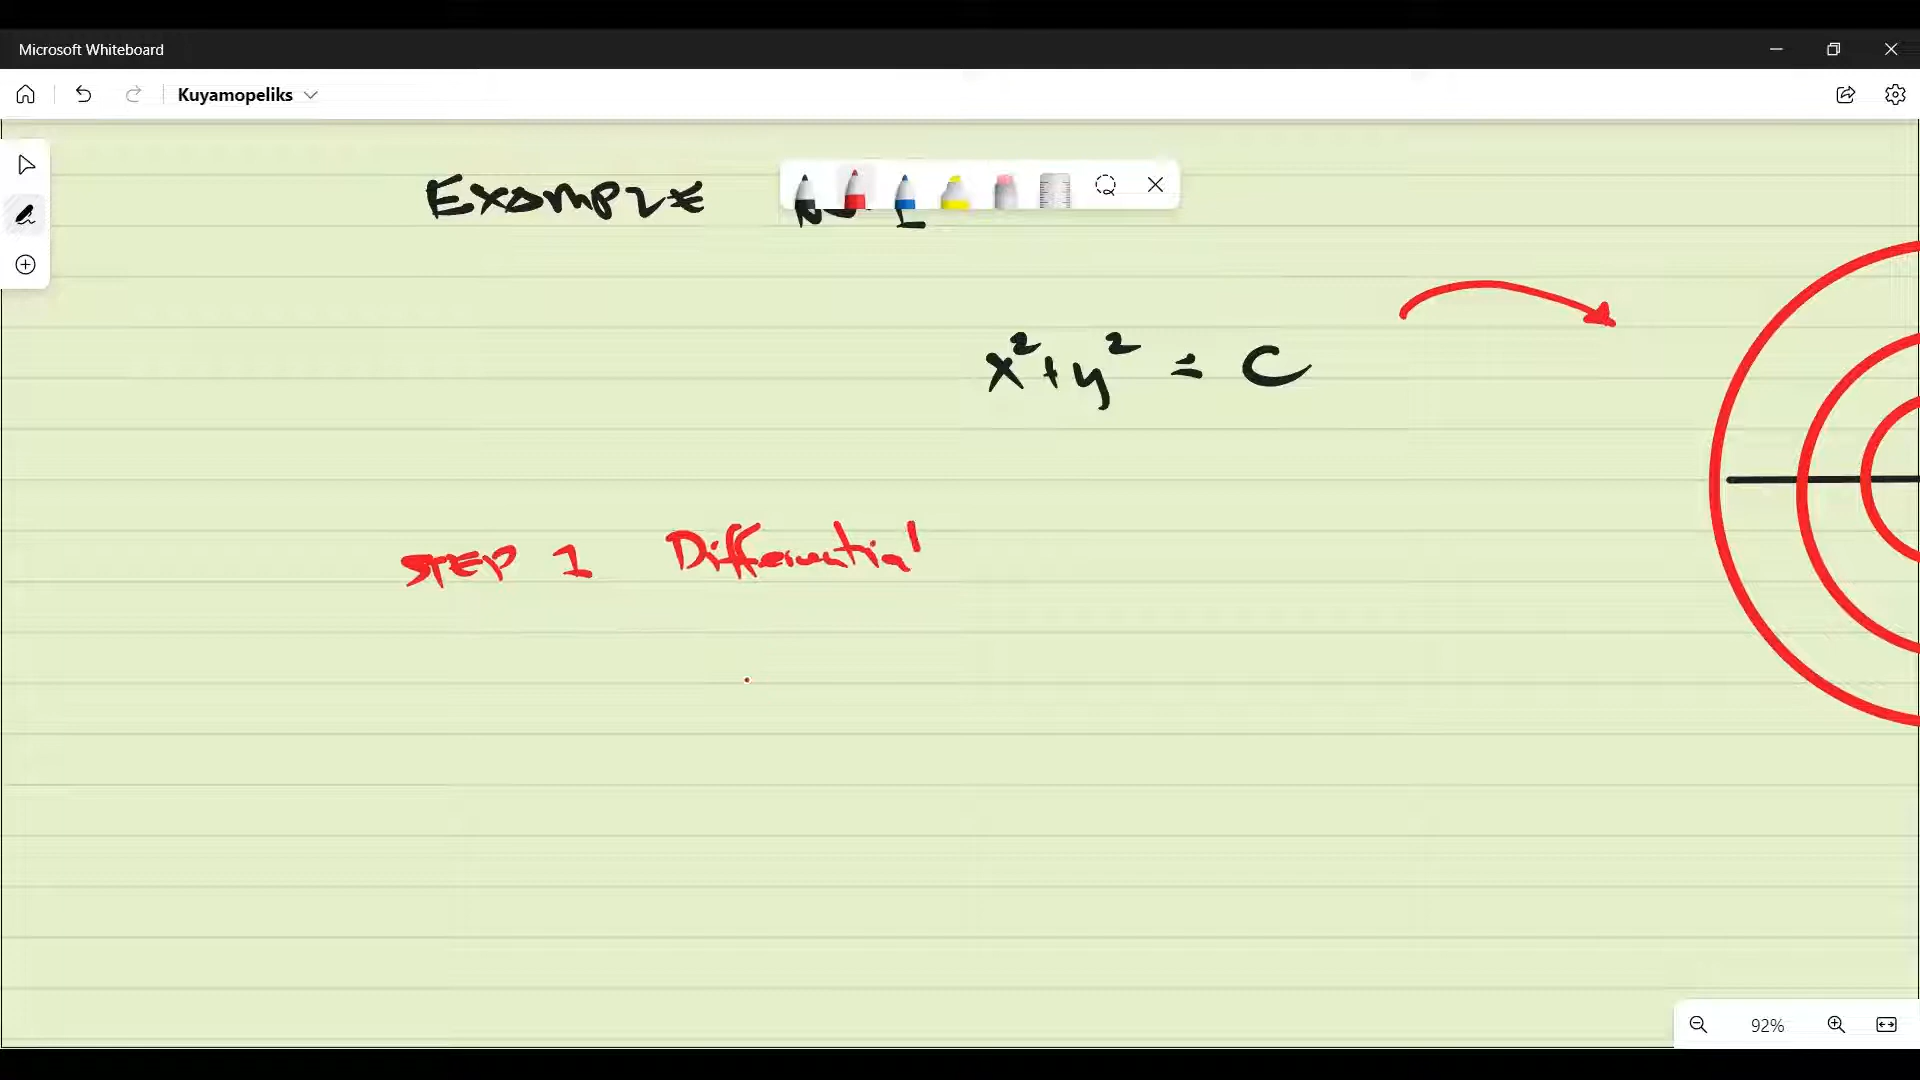 Microsoft Whiteboard
Kuyamopeliks
EXAMPLE
x² + y² = C
STEP 1 Differential
92%